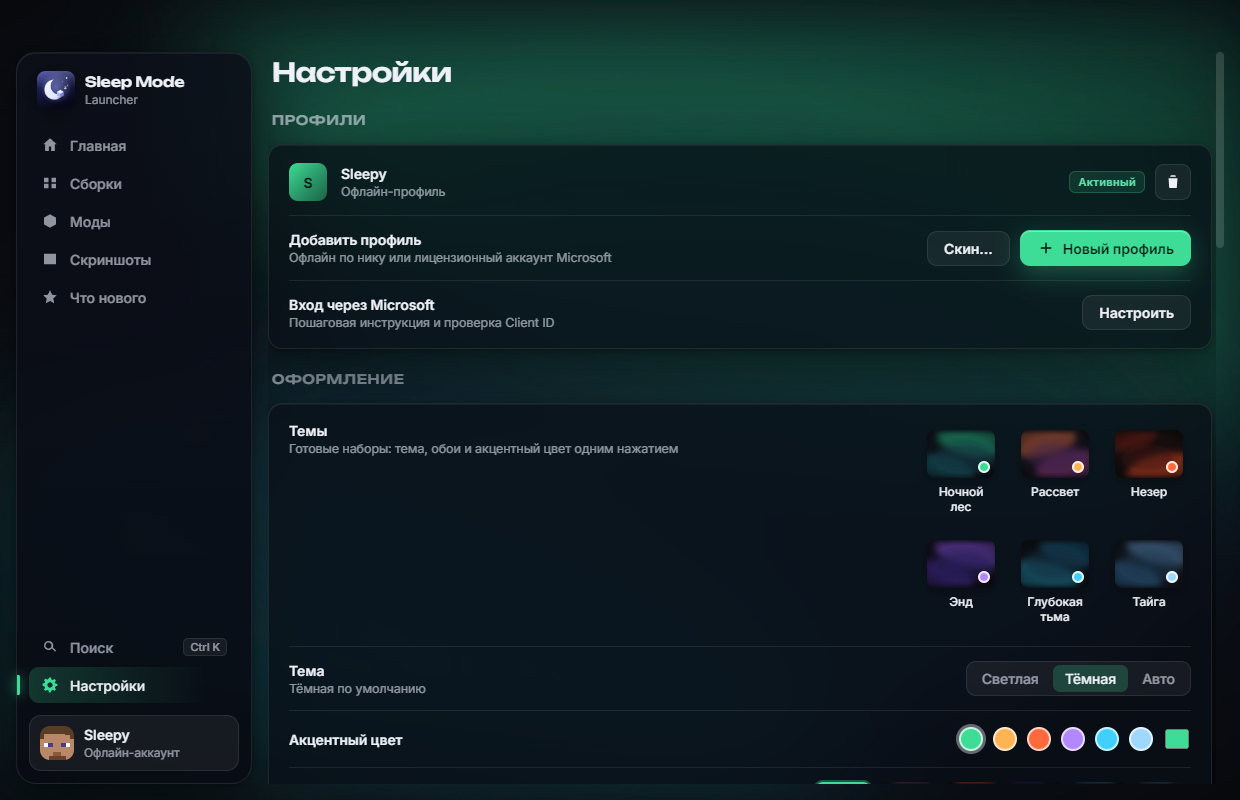 Sleep Mode
Launcher
Главная
Сборки
Моды
Скриншоты
Что нового
Поиск
Ctrl K
Настройки
Sleepy
Офлайн-аккаунт
Настройки
ПРОФИЛИ
S
Sleepy
Офлайн-профиль
Активный
Добавить профиль
Офлайн по нику или лицензионный аккаунт Microsoft
Скин...
+ Новый профиль
Вход через Microsoft
Пошаговая инструкция и проверка Client ID
Настроить
ОФОРМЛЕНИЕ
Темы
Готовые наборы: тема, обои и акцентный цвет одним нажатием
Ночной
лес
Рассвет
Незер
Энд
Глубокая
тьма
Тайга
Тема
Тёмная по умолчанию
Светлая
Тёмная
Авто
Акцентный цвет